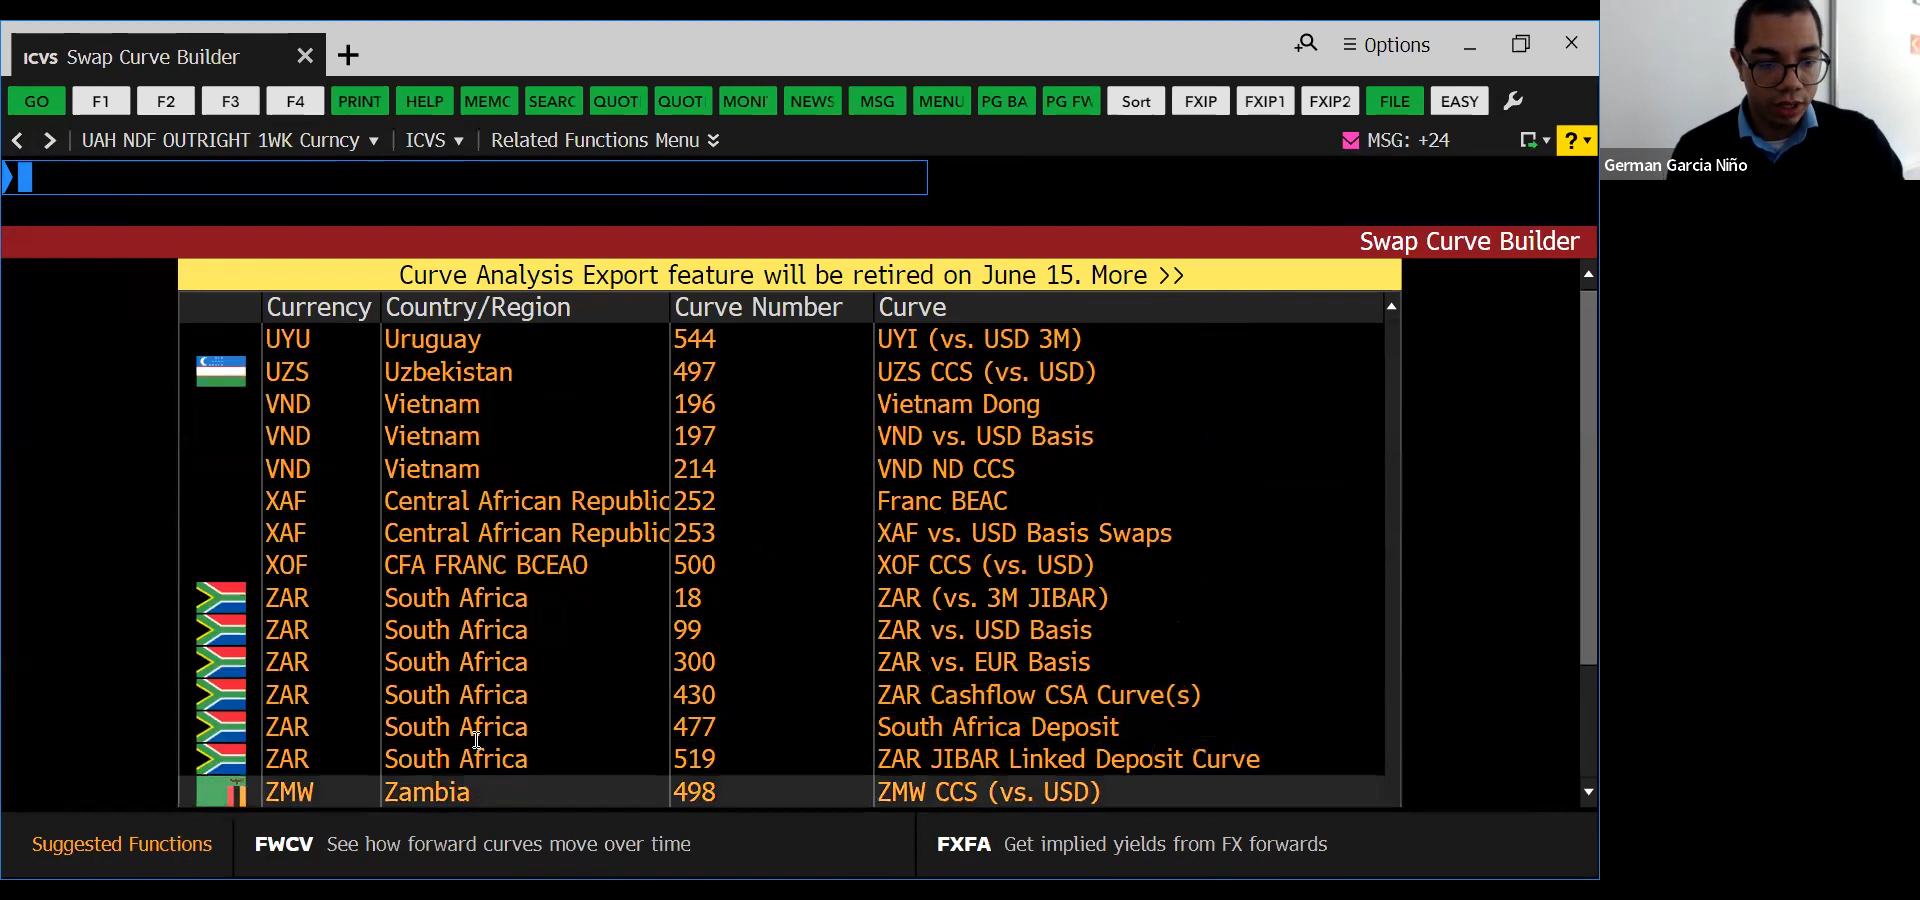 ICVS Swap Curve Builder
Options
GO F1 F2 F3 F4 PRINT HELP MEMC SEARC QUOT QUOT MONI NEWS MSG MENU PG BA PG FW Sort FXIP FXIP1 FXIP2 FILE EASY
UAH NDF OUTRIGHT 1WK Curncy ICVS Related Functions Menu MSG: +24 ?
German Garcia Niño
Swap Curve Builder
Curve Analysis Export feature will be retired on June 15. More >>
Currency Country/Region Curve Number Curve
UYU Uruguay 544 UYI (vs. USD 3M)
UZS Uzbekistan 497 UZS CCS (vs. USD)
VND Vietnam 196 Vietnam Dong
VND Vietnam 197 VND vs. USD Basis
VND Vietnam 214 VND ND CCS
XAF Central African Republic 252 Franc BEAC
XAF Central African Republic 253 XAF vs. USD Basis Swaps
XOF CFA FRANC BCEAO 500 XOF CCS (vs. USD)
ZAR South Africa 18 ZAR (vs. 3M JIBAR)
ZAR South Africa 99 ZAR vs. USD Basis
ZAR South Africa 300 ZAR vs. EUR Basis
ZAR South Africa 430 ZAR Cashflow CSA Curve(s)
ZAR South Africa 477 South Africa Deposit
ZAR South Africa 519 ZAR JIBAR Linked Deposit Curve
ZMW Zambia 498 ZMW CCS (vs. USD)
Suggested Functions FWCV See how forward curves move over time FXFA Get implied yields from FX forwards